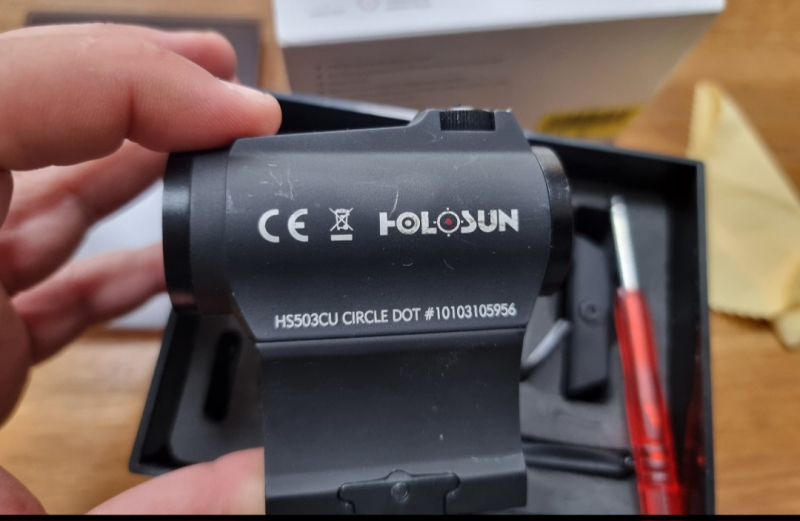 CE HOLOSUN
HS503CU CIRCLE DOT #10103105956